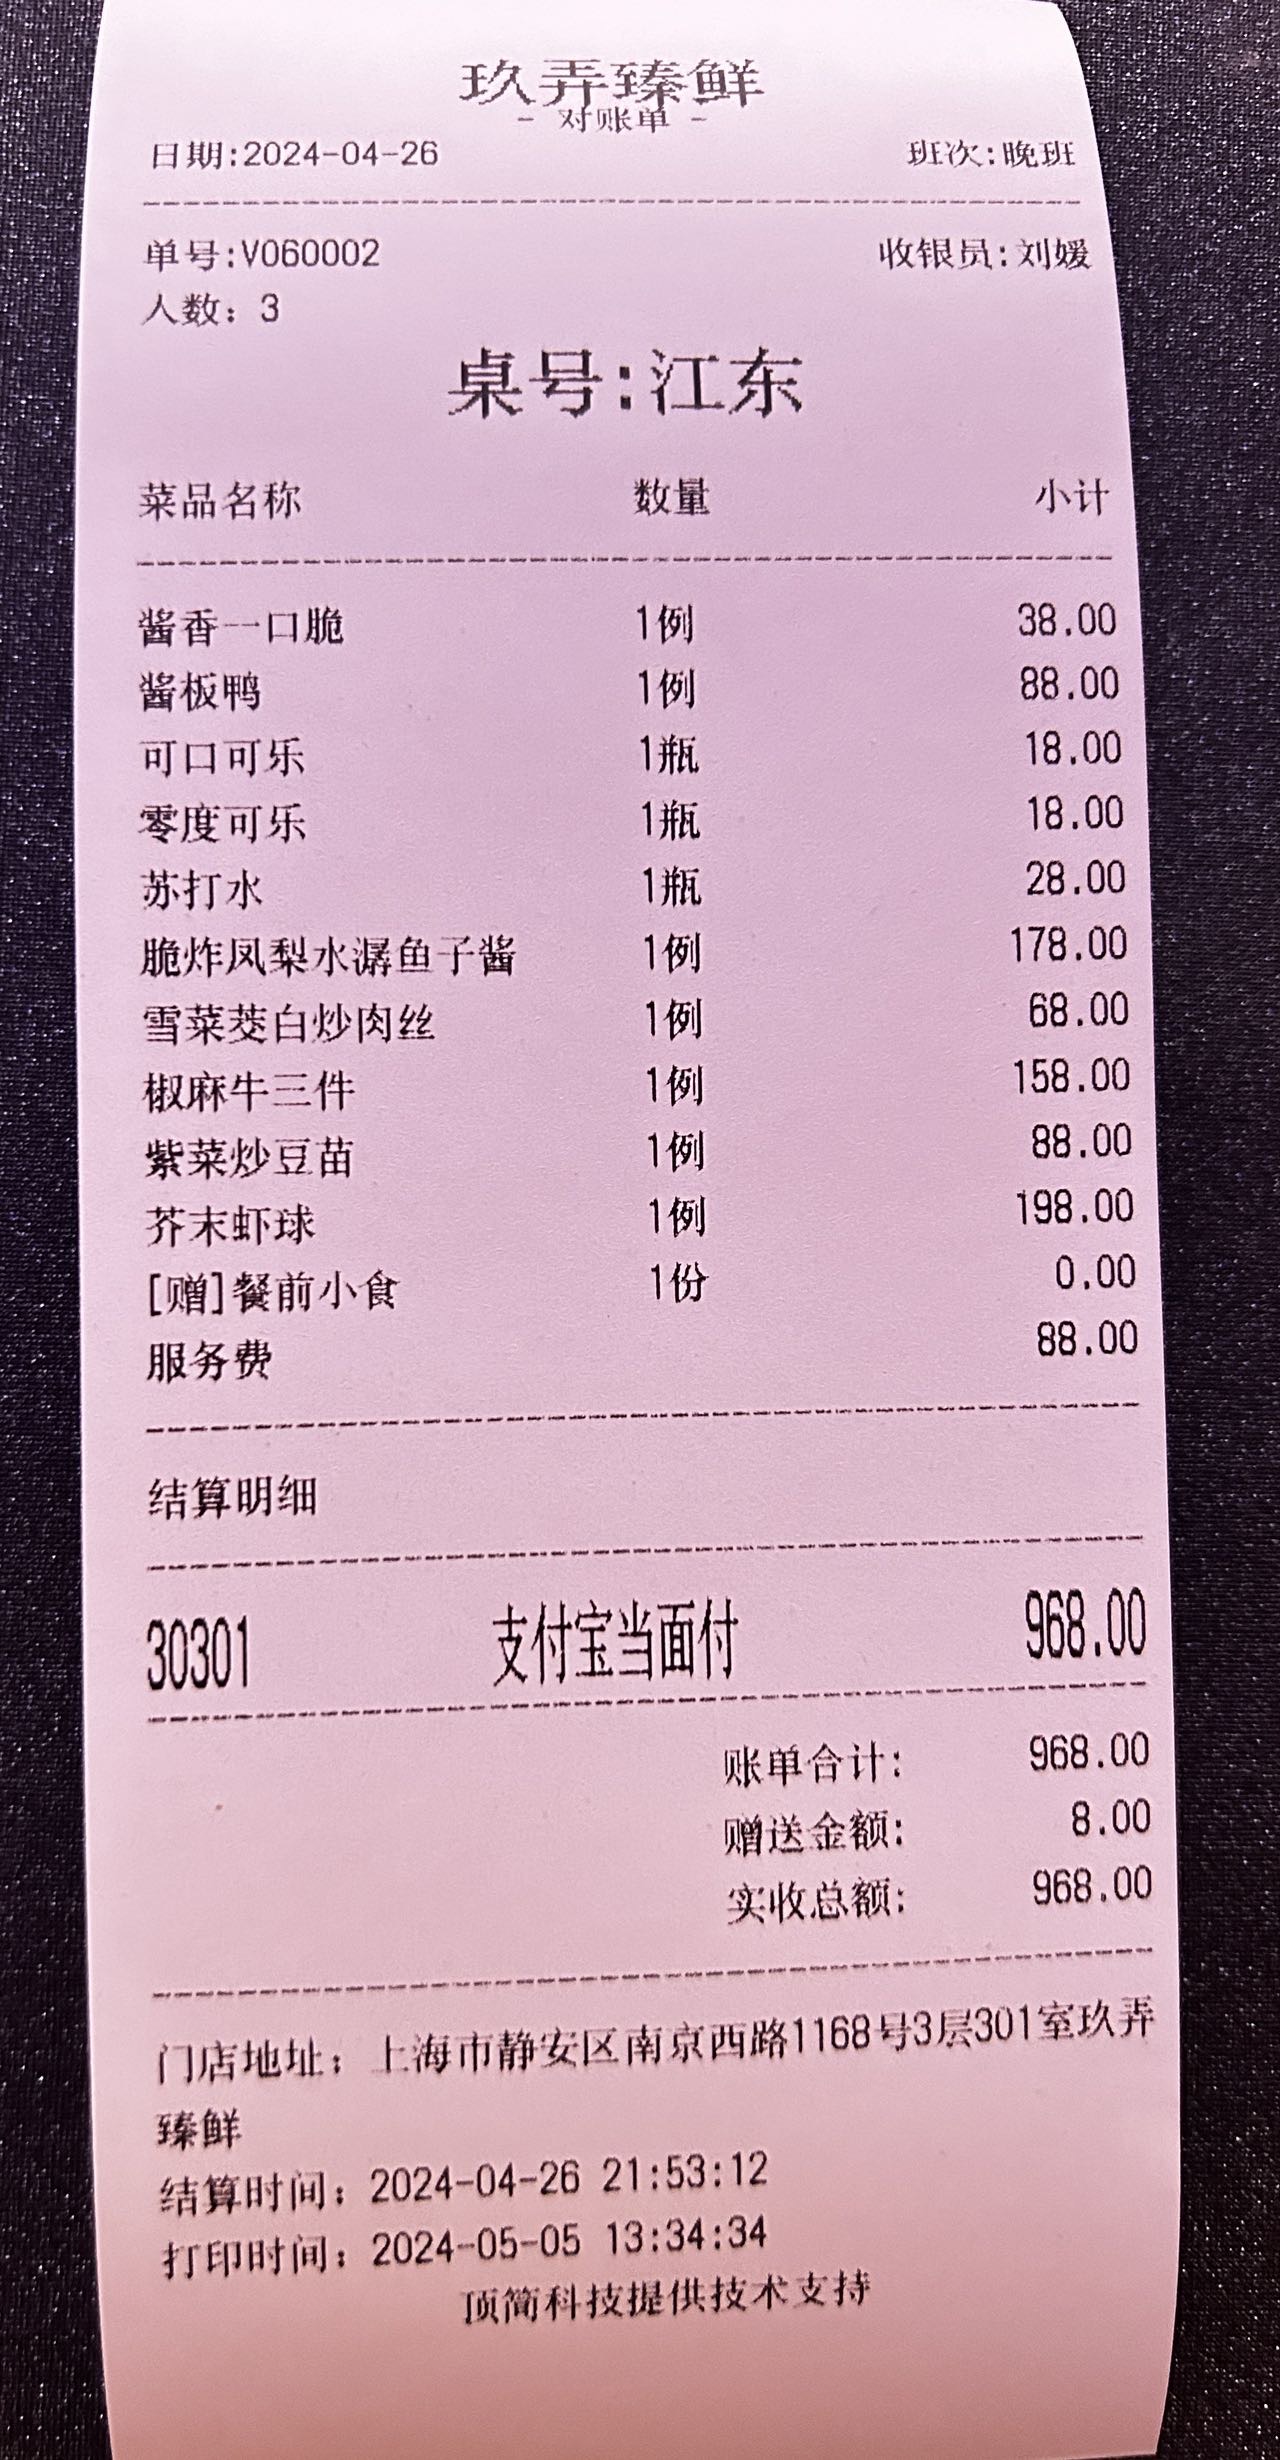 玖弄臻鲜
- 对账单 -
日期:2024-04-26 班次:晚班
单号:V060002 收银员:刘媛
人数：3
桌号:江东
菜品名称 数量 小计
酱香一口脆 1例 38.00
酱板鸭 1例 88.00
可口可乐 1瓶 18.00
零度可乐 1瓶 18.00
苏打水 1瓶 28.00
脆炸凤梨水潺鱼子酱 1例 178.00
雪菜茭白炒肉丝 1例 68.00
椒麻牛三件 1例 158.00
紫菜炒豆苗 1例 88.00
芥末虾球 1例 198.00
[赠]餐前小食 1份 0.00
服务费 88.00
结算明细
30301 支付宝当面付 968.00
账单合计: 968.00
赠送金额: 8.00
实收总额: 968.00
门店地址：上海市静安区南京西路1168号3层301室玖弄
臻鲜
结算时间：2024-04-26 21:53:12
打印时间：2024-05-05 13:34:34
顶简科技提供技术支持